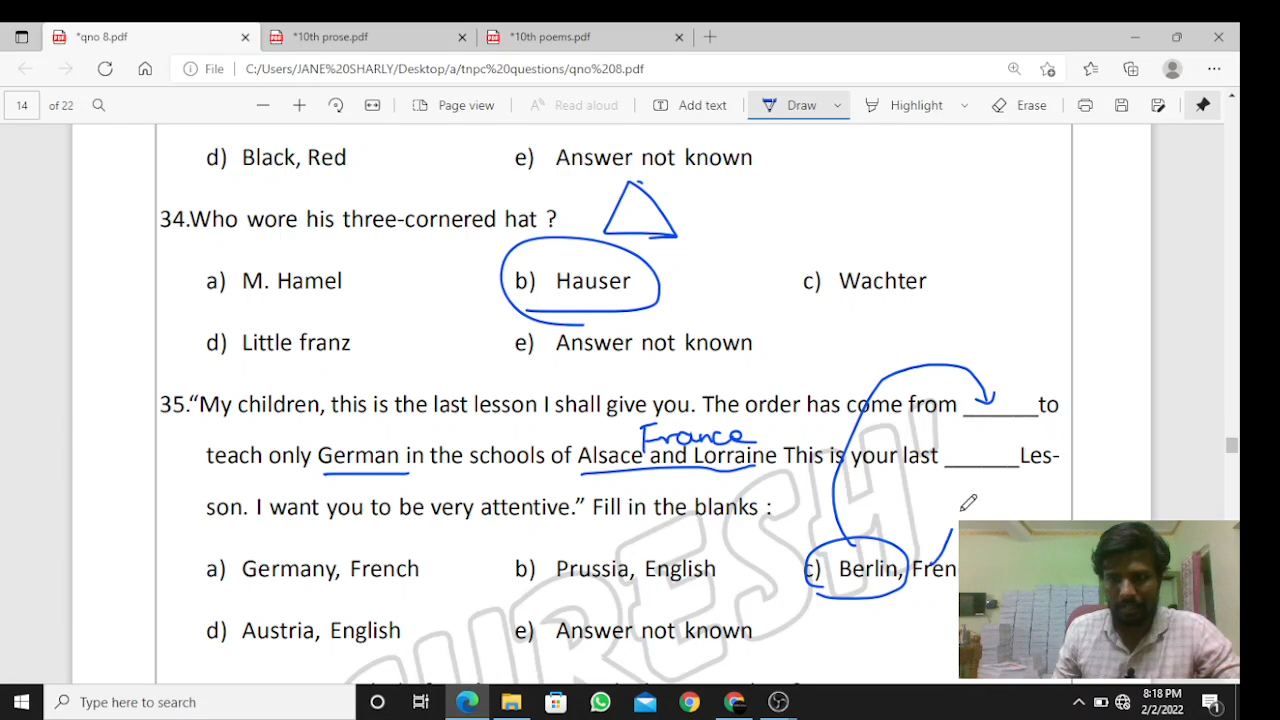 *qno 8.pdf
*10th prose.pdf
*10th poems.pdf
File C:/Users/JANE%20SHARLY/Desktop/a/tnpc%20questions/qno%208.pdf
14 of 22
Page view
Read aloud
Add text
Draw
Highlight
Erase
d) Black, Red e) Answer not known
34.Who wore his three-cornered hat ?
a) M. Hamel b) Hauser c) Wachter
d) Little franz e) Answer not known
35.“My children, this is the last lesson I shall give you. The order has come from ______to
France
teach only German in the schools of Alsace and Lorraine This is your last ______Les-
son. I want you to be very attentive.” Fill in the blanks :
a) Germany, French b) Prussia, English c) Berlin, Fren
d) Austria, English e) Answer not known
SURESH
Type here to search
8:18 PM
2/2/2022
1